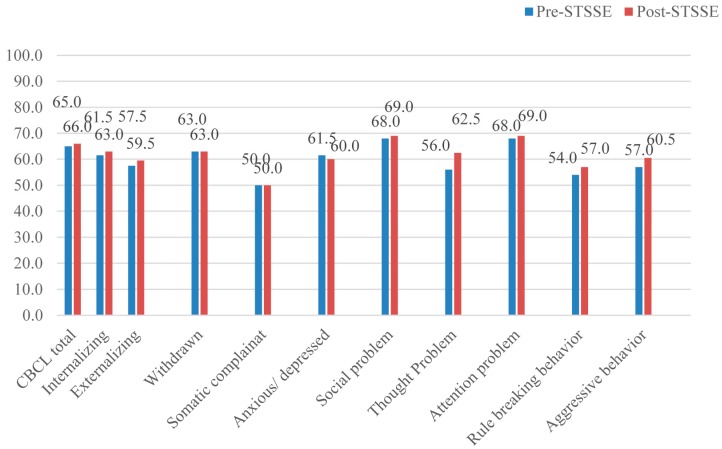 Pre-STSSE Post-STSSE
100.0
90.0
80.0
70.0
60.0
50.0
40.0
30.0
20.0
10.0
0.0
65.0
66.0
61.5
63.0
57.5
59.5
63.0
63.0
50.0
50.0
61.5
60.0
68.0
69.0
56.0
62.5
68.0
69.0
54.0
57.0
57.0
60.5
CBCL total
Internalizing
Externalizing
Withdrawn
Somatic complainat
Anxious/ depressed
Social problem
Thought Problem
Attention problem
Rule breaking behavior
Aggressive behavior